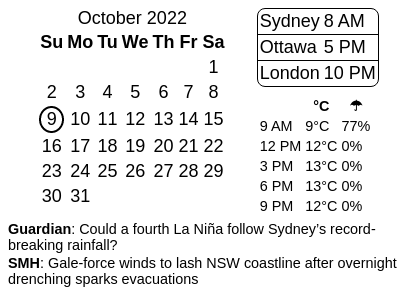 October 2022
Su Mo Tu We Th Fr Sa
1
2 3 4 5 6 7 8
9 10 11 12 13 14 15
16 17 18 19 20 21 22
23 24 25 26 27 28 29
30 31
Sydney 8 AM
Ottawa 5 PM
London 10 PM
°C ☂
9 AM 9°C 77%
12 PM 12°C 0%
3 PM 13°C 0%
6 PM 13°C 0%
9 PM 12°C 0%
Guardian: Could a fourth La Niña follow Sydney’s record-
breaking rainfall?
SMH: Gale-force winds to lash NSW coastline after overnight
drenching sparks evacuations